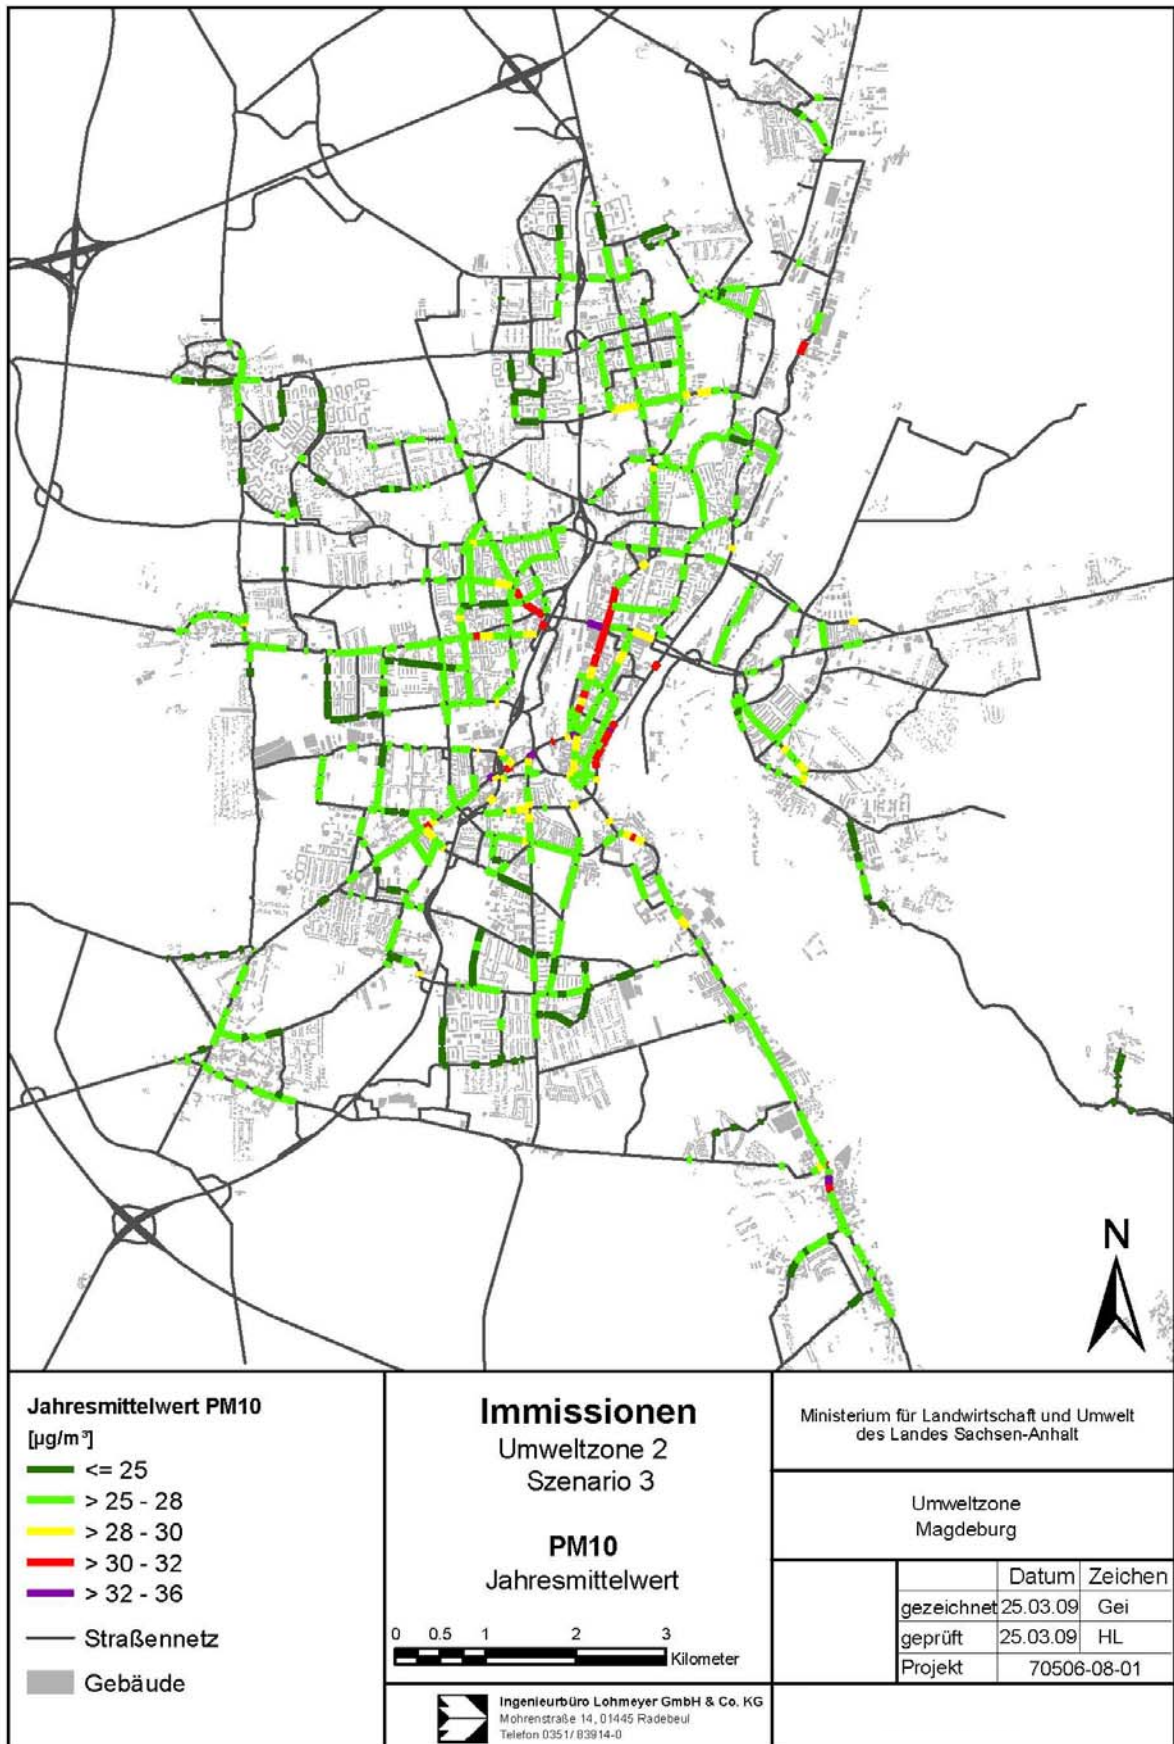 N
Jahresmittelwert PM10
[µg/m³]
<= 25
> 25 - 28
> 28 - 30
> 30 - 32
> 32 - 36
Straßennetz
Gebäude
Immissionen
Umweltzone 2
Szenario 3
PM10
Jahresmittelwert
0 0.5 1 2 3
Kilometer
Ingenieurbüro Lohmeyer GmbH & Co. KG
Mohrenstraße 14, 01445 Radebeul
Telefon 0351/ 83914-0
Ministerium für Landwirtschaft und Umwelt
des Landes Sachsen-Anhalt
Umweltzone
Magdeburg
Datum Zeichen
gezeichnet 25.03.09 Gei
geprüft 25.03.09 HL
Projekt 70506-08-01